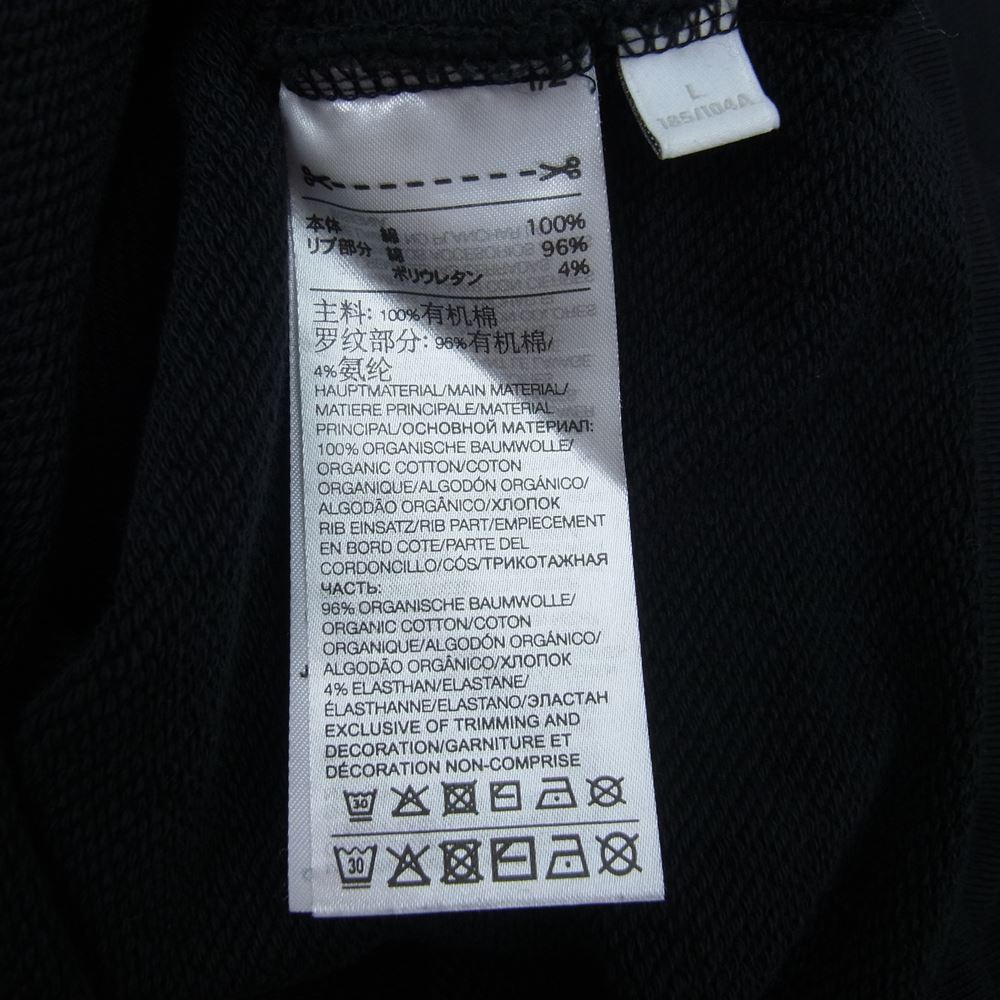 1/2
L
185/104A
本体 綿 100%
リブ部分 綿 96%
ポリウレタン 4%
主料: 100%有机棉
罗纹部分: 96%有机棉/
4%氨纶
HAUPTMATERIAL/MAIN MATERIAL/
MATIERE PRINCIPALE/MATERIAL
PRINCIPAL/ОСНОВНОЙ МАТЕРИАЛ:
100% ORGANISCHE BAUMWOLLE/
ORGANIC COTTON/COTON
ORGANIQUE/ALGODÓN ORGÁNICO/
ALGODÃO ORGÂNICO/ХЛОПОК
RIB EINSATZ/RIB PART/EMPIECEMENT
EN BORD COTE/PARTE DEL
CORDONCILLO/CÓS/ТРИКОТАЖНАЯ
ЧАСТЬ:
96% ORGANISCHE BAUMWOLLE/
ORGANIC COTTON/COTON
ORGANIQUE/ALGODÓN ORGÁNICO/
ALGODÃO ORGÂNICO/ХЛОПОК
4% ELASTHAN/ELASTANE/
ÉLASTHANNE/ELASTANO/ЭЛАСТАН
EXCLUSIVE OF TRIMMING AND
DECORATION/GARNITURE ET
DÉCORATION NON-COMPRISE
30
30